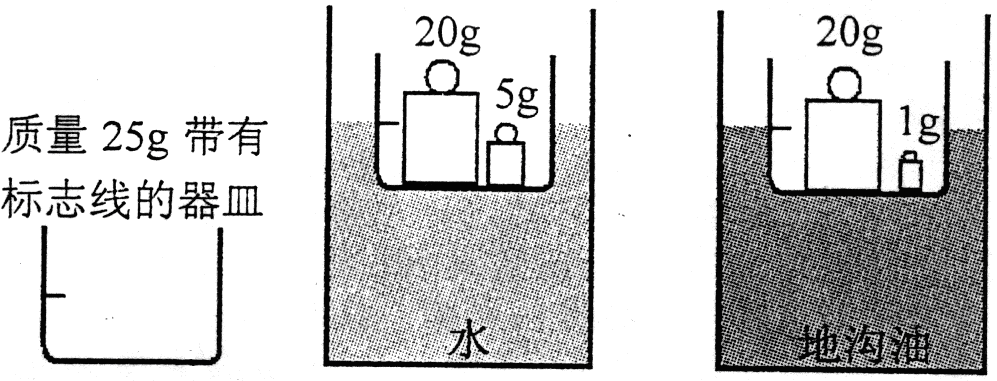 质量 25g 带有
标志线的器皿
20g
5g
水
20g
1g
地沟油